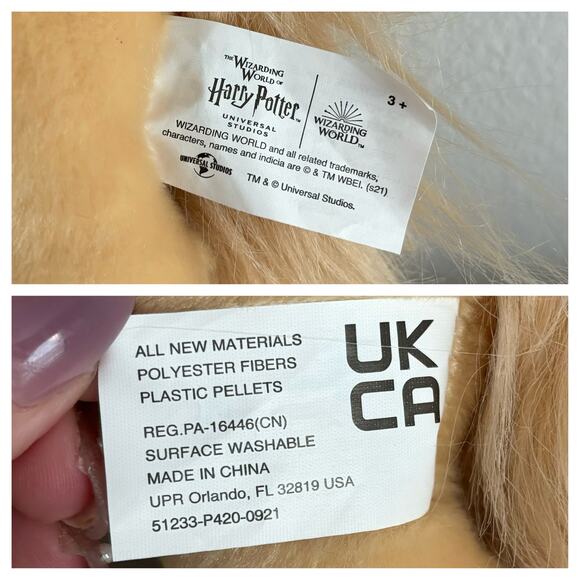 THE WIZARDING
WORLD OF
Harry Potter™
UNIVERSAL
STUDIOS
WIZARDING
WORLD™
3+
WIZARDING WORLD and all related trademarks,
characters, names and indicia are © & TM WBEI. (s21)
UNIVERSAL STUDIOS
TM & © Universal Studios.
ALL NEW MATERIALS
POLYESTER FIBERS
PLASTIC PELLETS
REG.PA-16446(CN)
SURFACE WASHABLE
MADE IN CHINA
UPR Orlando, FL 32819 USA
51233-P420-0921
UK
CA